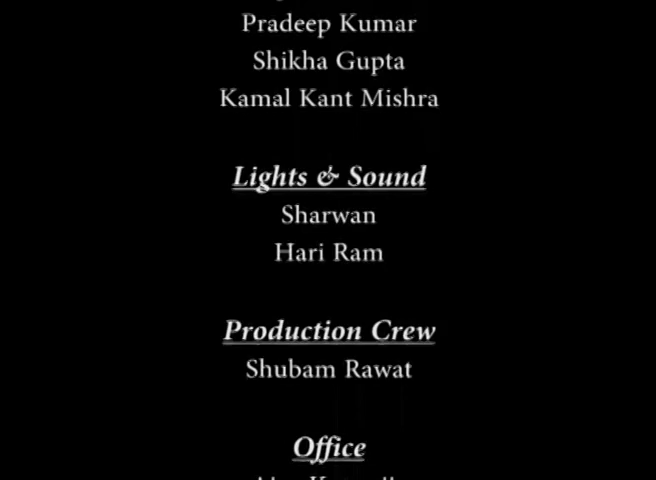 Pradeep Kumar
Shikha Gupta
Kamal Kant Mishra
Lights & Sound
Sharwan
Hari Ram
Production Crew
Shubam Rawat
Office